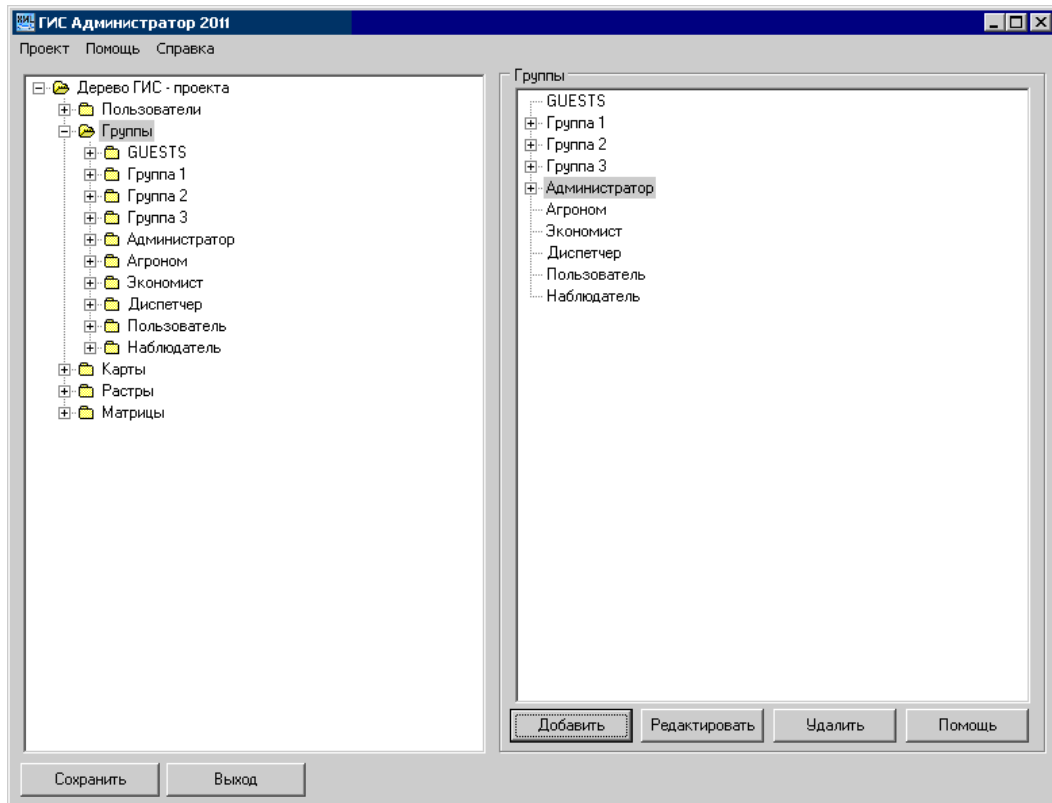 ГИС Администратор 2011
Проект Помощь Справка
Дерево ГИС - проекта
Пользователи
Группы
GUESTS
Группа 1
Группа 2
Группа 3
Администратор
Агроном
Экономист
Диспетчер
Пользователь
Наблюдатель
Карты
Растры
Матрицы
Группы
GUESTS
Группа 1
Группа 2
Группа 3
Администратор
Агроном
Экономист
Диспетчер
Пользователь
Наблюдатель
Добавить Редактировать Удалить Помощь
Сохранить Выход